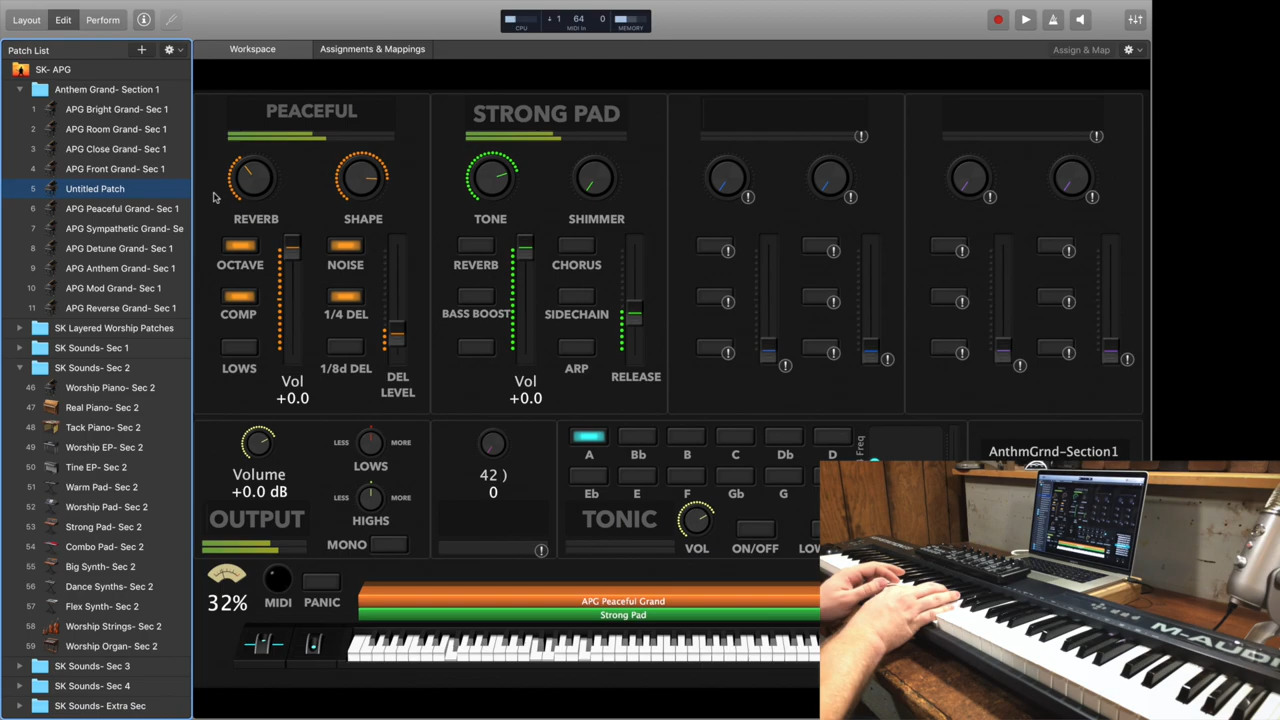 Layout Edit Perform
CPU
↓ 1 64 0
MIDI In
MEMORY
Patch List
Workspace
Assignments & Mappings
Assign & Map
SK- APG
Anthem Grand- Section 1
1 APG Bright Grand- Sec 1
2 APG Room Grand- Sec 1
3 APG Close Grand- Sec 1
4 APG Front Grand- Sec 1
5 Untitled Patch
6 APG Peaceful Grand- Sec 1
7 APG Sympathetic Grand- Se
8 APG Detune Grand- Sec 1
9 APG Anthem Grand- Sec 1
10 APG Mod Grand- Sec 1
11 APG Reverse Grand- Sec 1
SK Layered Worship Patches
SK Sounds- Sec 1
SK Sounds- Sec 2
46 Worship Piano- Sec 2
47 Real Piano- Sec 2
48 Tack Piano- Sec 2
49 Worship EP- Sec 2
50 Tine EP- Sec 2
51 Warm Pad- Sec 2
52 Worship Pad- Sec 2
53 Strong Pad- Sec 2
54 Combo Pad- Sec 2
55 Big Synth- Sec 2
56 Dance Synths- Sec 2
57 Flex Synth- Sec 2
58 Worship Strings- Sec 2
59 Worship Organ- Sec 2
SK Sounds- Sec 3
SK Sounds- Sec 4
SK Sounds- Extra Sec
PEACEFUL
REVERB SHAPE
OCTAVE NOISE
COMP 1/4 DEL
LOWS 1/8d DEL
Vol
+0.0
DEL
LEVEL
STRONG PAD
TONE SHIMMER
REVERB CHORUS
BASS BOOST SIDECHAIN
ARP
Vol
+0.0
RELEASE
Volume
+0.0 dB
OUTPUT
LESS MORE
LOWS
LESS MORE
HIGHS
MONO
42 )
0
A Bb B C Db D
Eb E F Gb G
TONIC
VOL ON/OFF
AnthmGrnd-Section1
32%
MIDI PANIC
APG Peaceful Grand
Strong Pad